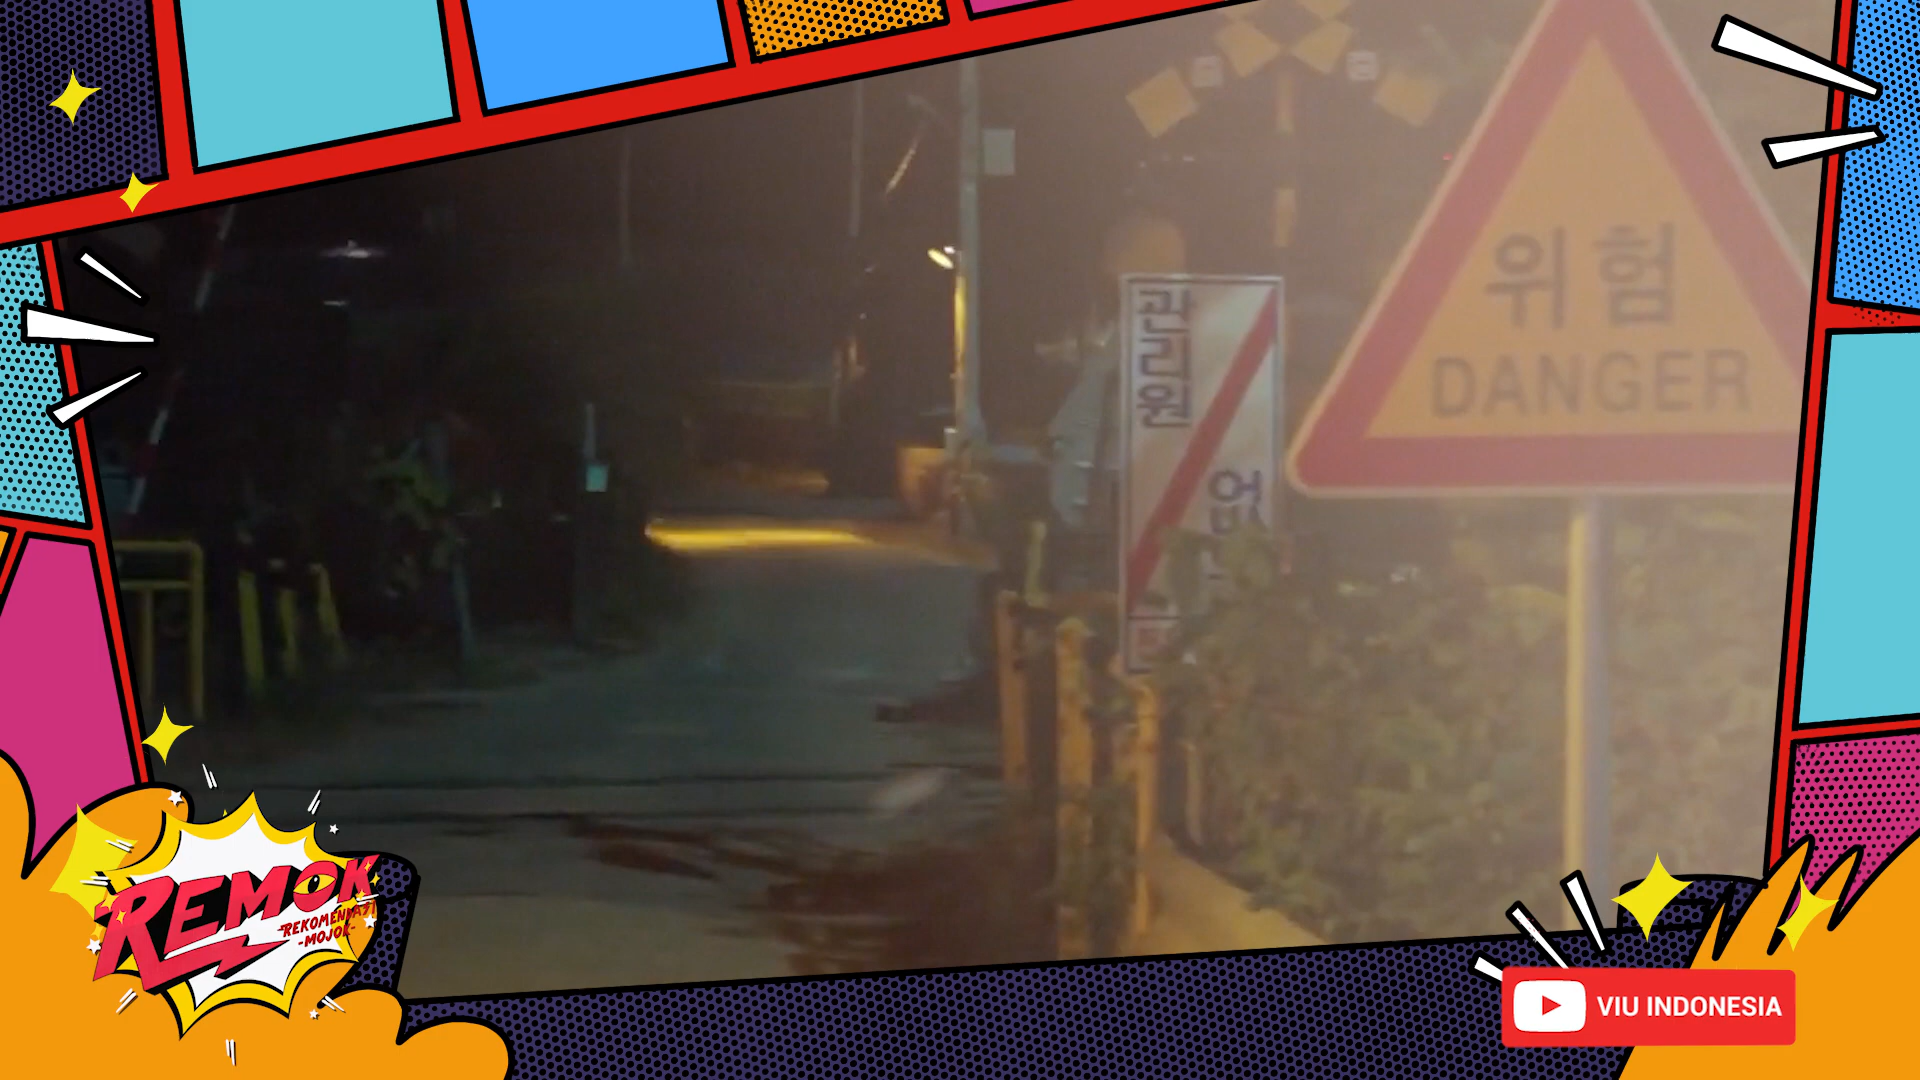 위험
DANGER
관리원
REMOK
REKOMENDASI
-MOJOK-
VIU INDONESIA